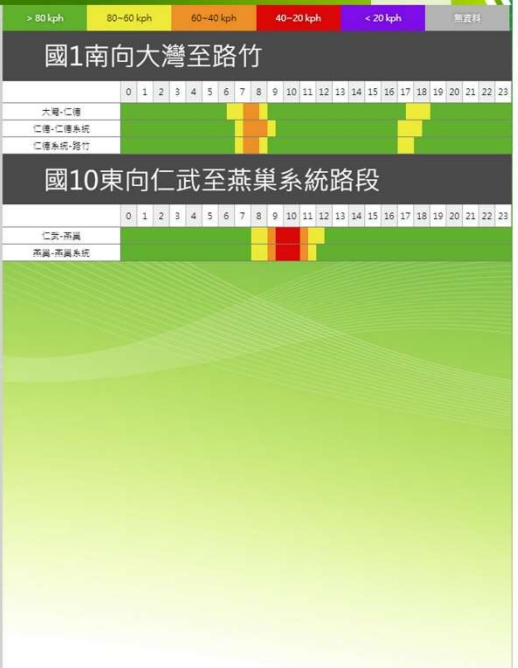 > 80 kph 80~60 kph 60~40 kph 40~20 kph < 20 kph 無資料
國1南向大灣至路竹
0 1 2 3 4 5 6 7 8 9 10 11 12 13 14 15 16 17 18 19 20 21 22 23
大灣-仁德
仁德-仁德系統
仁德系統-路竹
國10東向仁武至燕巢系統路段
0 1 2 3 4 5 6 7 8 9 10 11 12 13 14 15 16 17 18 19 20 21 22 23
仁武-燕巢
燕巢-燕巢系統